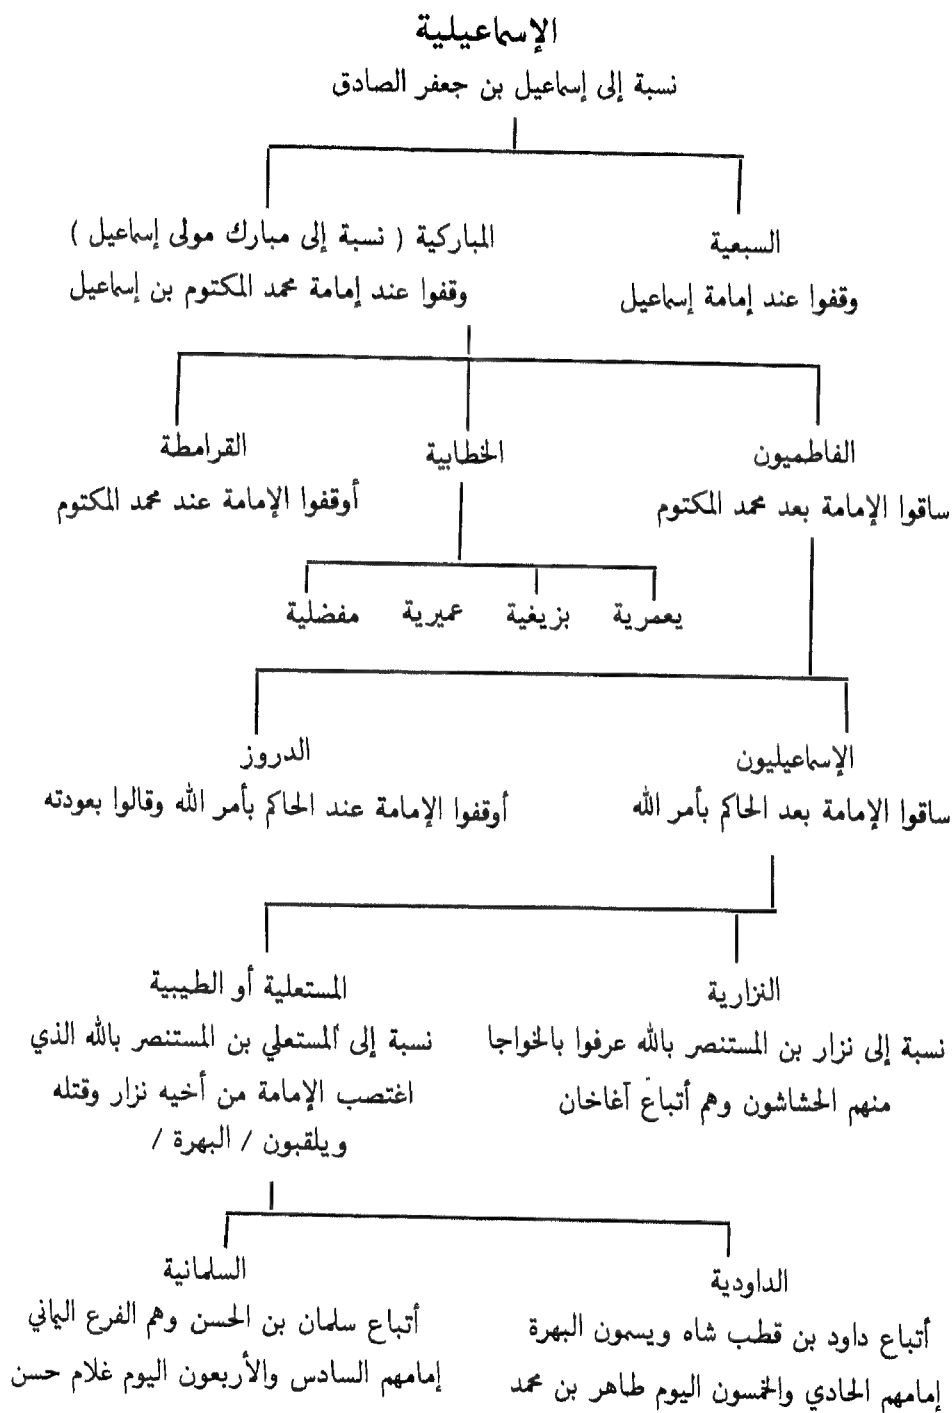 الإسماعيلية
نسبة إلى إسماعيل بن جعفر الصادق
السبعية
وقفوا عند إمامة إسماعيل
المباركية ( نسبة إلى مبارك مولى إسماعيل )
وقفوا عند إمامة محمد المكتوم بن إسماعيل
الفاطميون
ساقوا الإمامة بعد محمد المكتوم
الخطابية
القرامطة
أوقفوا الإمامة عند محمد المكتوم
يعمرية
بزيغية
عميرية
مفضلية
الإسماعيليون
ساقوا الإمامة بعد الحاكم بأمر الله
الدروز
أوقفوا الإمامة عند الحاكم بأمر الله وقالوا بعودته
النزارية
نسبة إلى نزار بن المستنصر بالله عرفوا بالخواجا
منهم الحشاشون وهم أتباع آغاخان
المستعلية أو الطيبية
نسبة إلى المستعلي بن المستنصر بالله الذي
اغتصب الإمامة من أخيه نزار وقتله
ويلقبون / البهرة /
الداودية
أتباع داود بن قطب شاه ويسمون البهرة
إمامهم الحادي والخمسون اليوم طاهر بن محمد
السلمانية
أتباع سلمان بن الحسن وهم الفرع اليماني
إمامهم السادس والأربعون اليوم غلام حسن